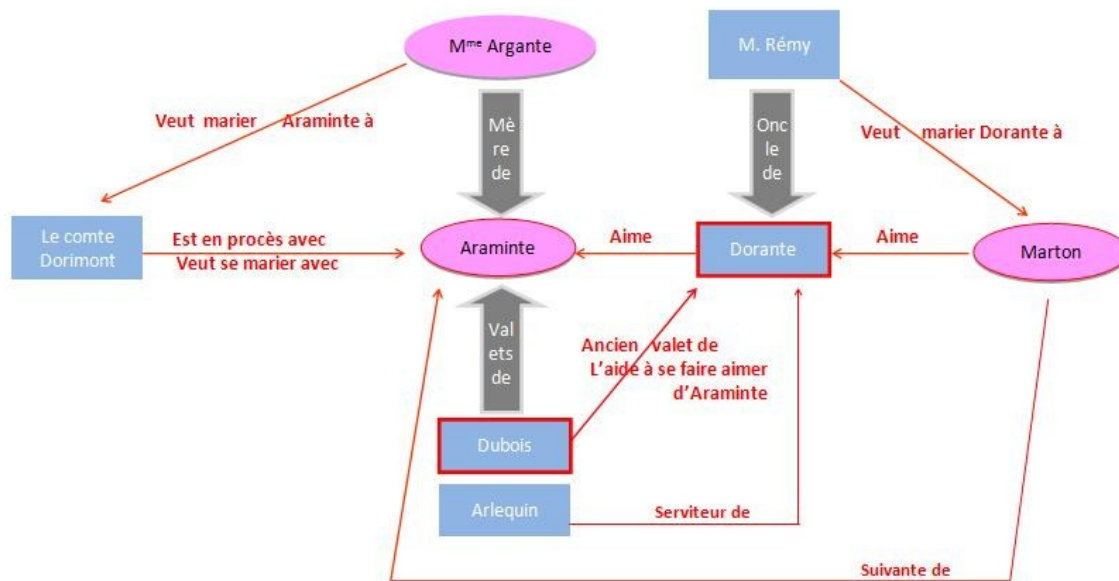 Mme Argante
M. Rémy
Veut marier Araminte à
Mè
re
de
Onc
le
de
Veut marier Dorante à
Le comte
Dorimont
Est en procès avec
Veut se marier avec
Araminte
Aime
Dorante
Aime
Marton
Val
ets
de
Ancien valet de
L'aide à se faire aimer
d'Araminte
Dubois
Arlequin
Serviteur de
Suivante de